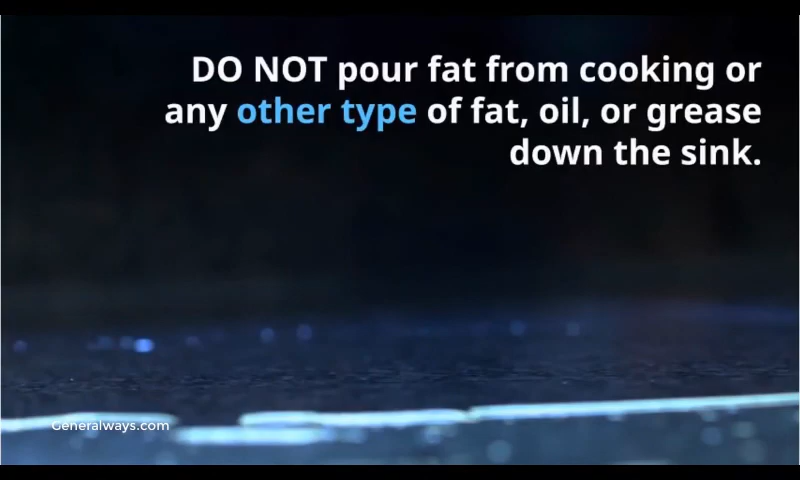 DO NOT pour fat from cooking or
any other type of fat, oil, or grease
down the sink.
Generalways.com